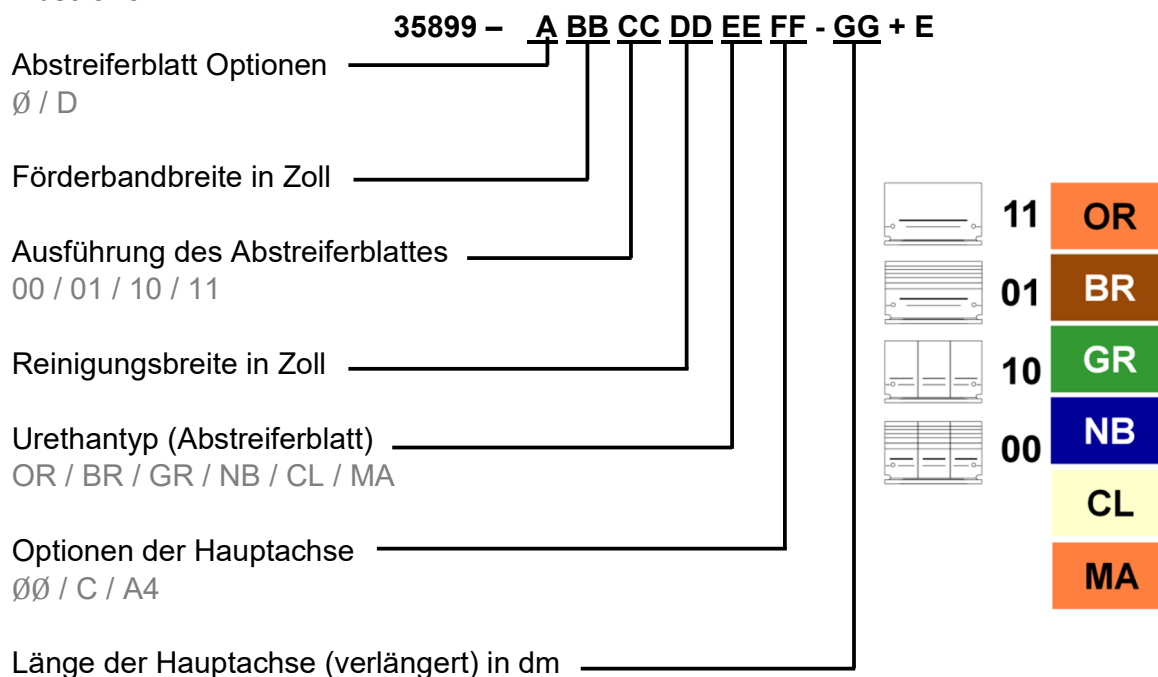 35899 – A BB CC DD EE FF - GG + E
Abstreiferblatt Optionen
Ø / D
Förderbandbreite in Zoll
Ausführung des Abstreiferblattes
00 / 01 / 10 / 11
Reinigungsbreite in Zoll
Urethantyp (Abstreiferblatt)
OR / BR / GR / NB / CL / MA
Optionen der Hauptachse
ØØ / C / A4
Länge der Hauptachse (verlängert) in dm
11 OR
01 BR
10 GR
00 NB
CL
MA